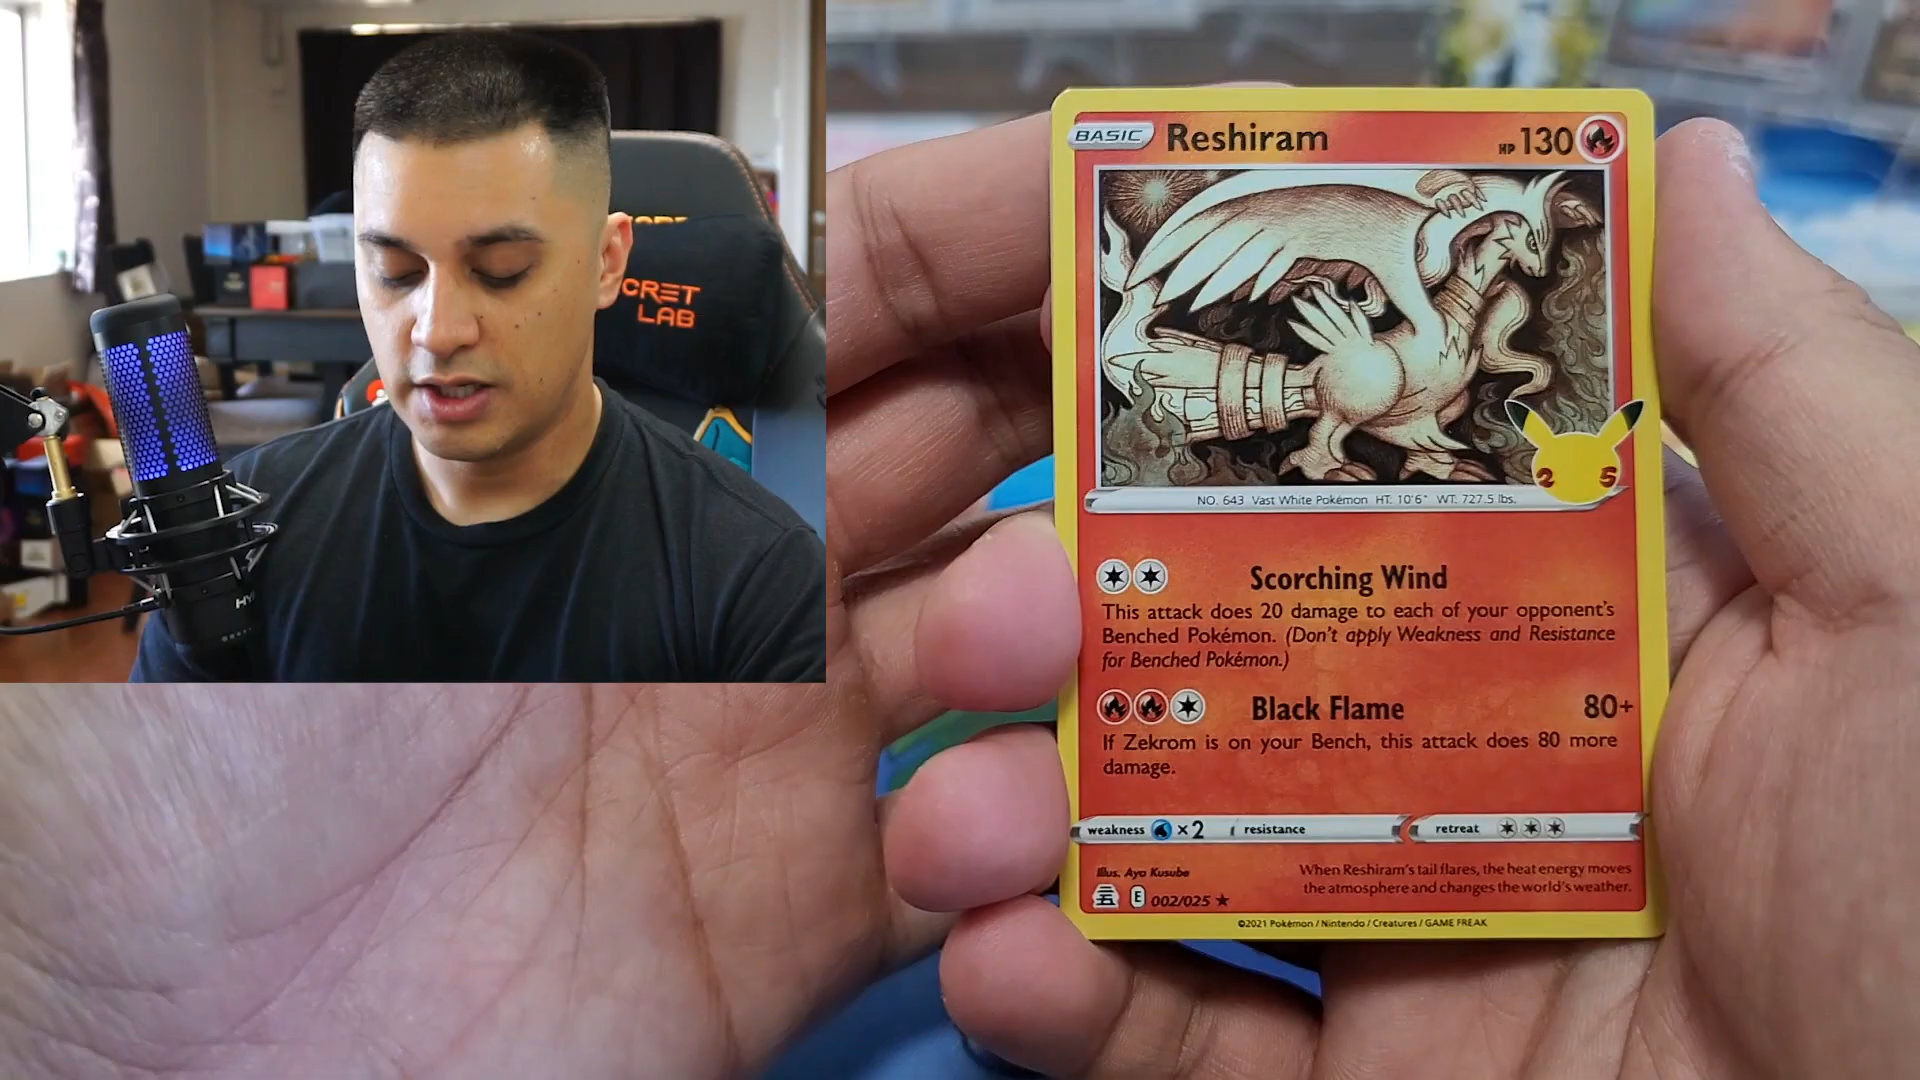 CRET
LAB
HY
BASIC Reshiram HP 130
25
NO. 643 Vast White Pokémon HT: 10'6" WT: 727.5 lbs.
Scorching Wind
This attack does 20 damage to each of your opponent's
Benched Pokémon. (Don't apply Weakness and Resistance
for Benched Pokémon.)
Black Flame 80+
If Zekrom is on your Bench, this attack does 80 more
damage.
weakness ×2 resistance retreat
Illus. Aya Kusube
When Reshiram's tail flares, the heat energy moves
the atmosphere and changes the world's weather.
E 002/025 ★
©2021 Pokémon / Nintendo / Creatures / GAME FREAK